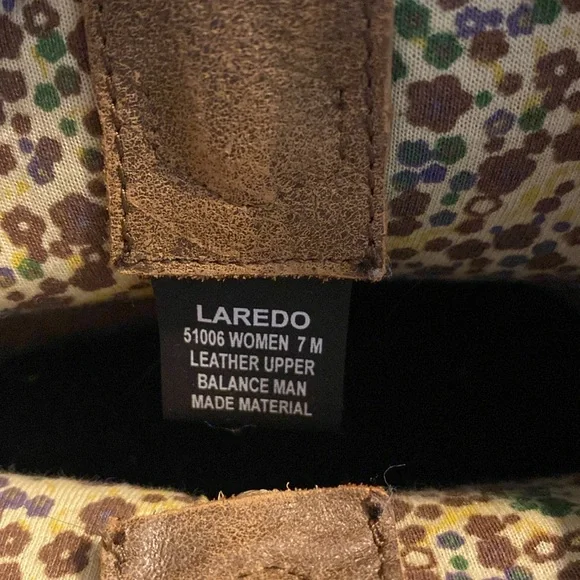 LAREDO
51006 WOMEN 7 M
LEATHER UPPER
BALANCE MAN
MADE MATERIAL